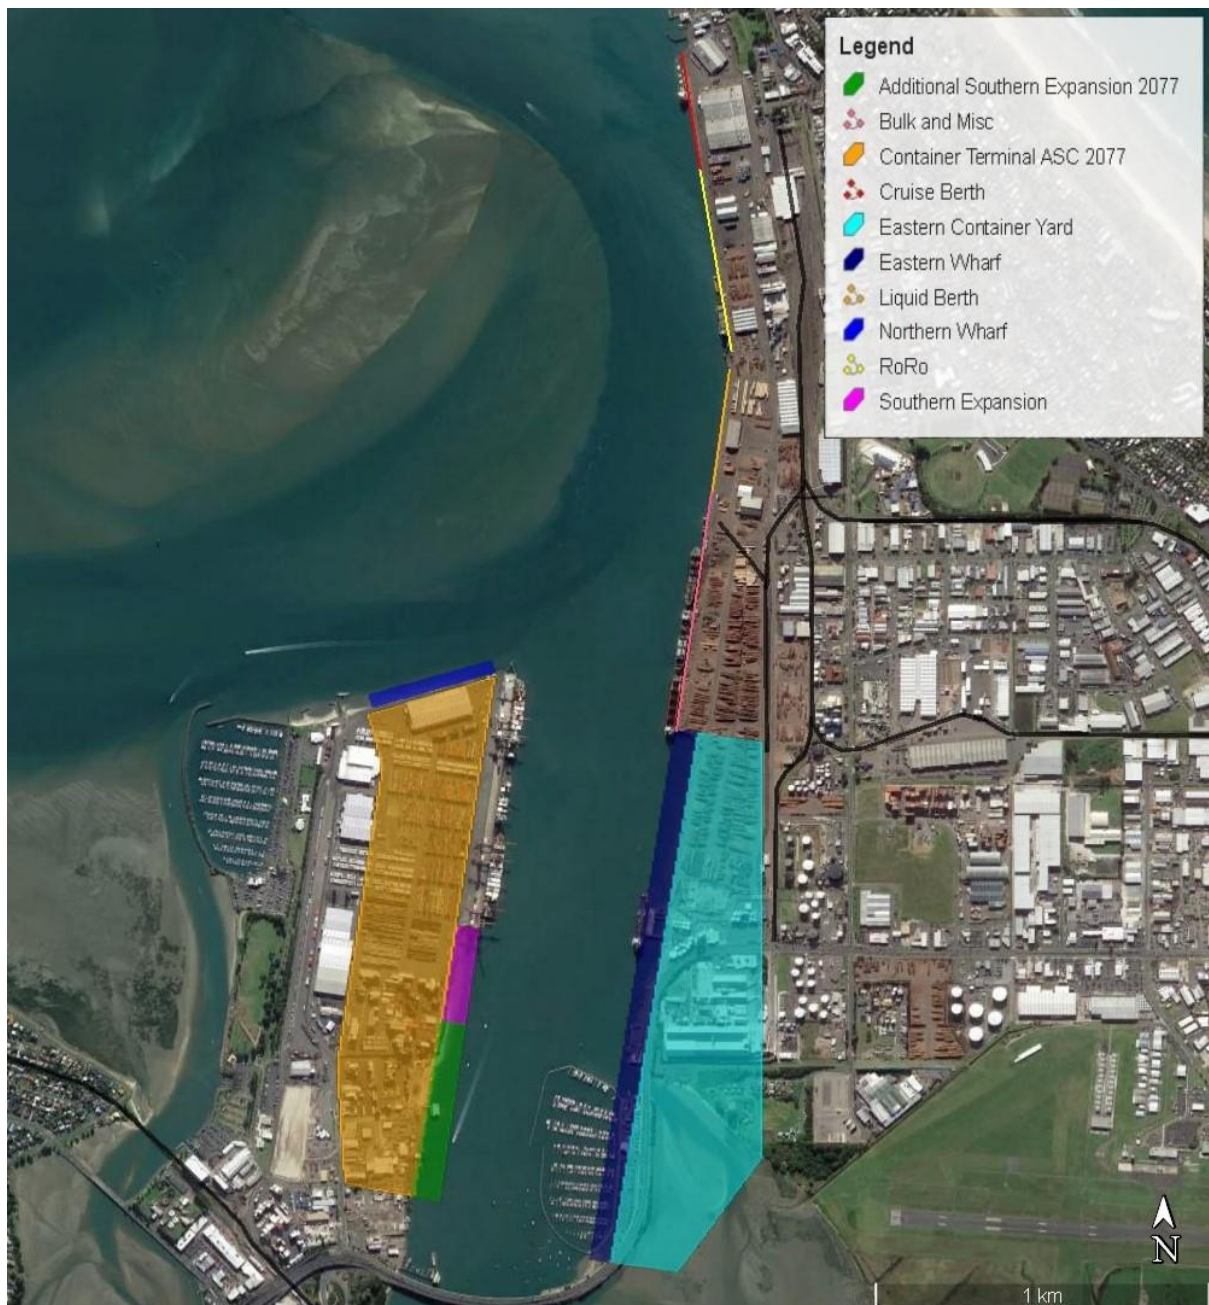 Legend
Additional Southern Expansion 2077
Bulk and Misc
Container Terminal ASC 2077
Cruise Berth
Eastern Container Yard
Eastern Wharf
Liquid Berth
Northern Wharf
RoRo
Southern Expansion
N
1 km